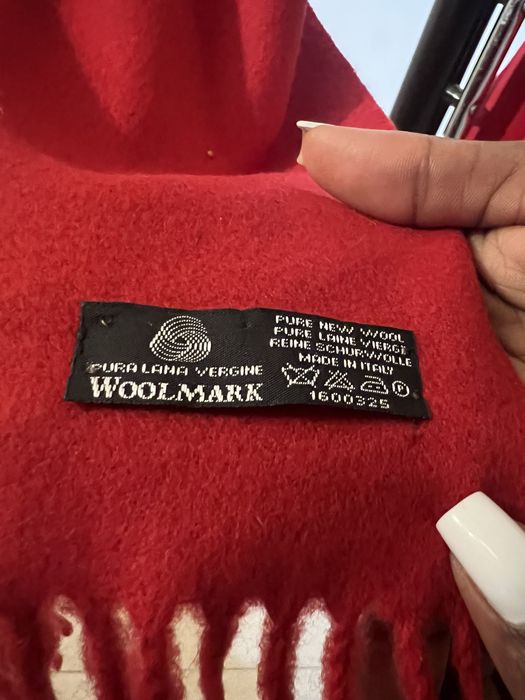 PURA LANA VERGINE
WOOLMARK
PURE NEW WOOL
PURE LAINE VIERGE
REINE SCHURWOLLE
MADE IN ITALY
P
1600325